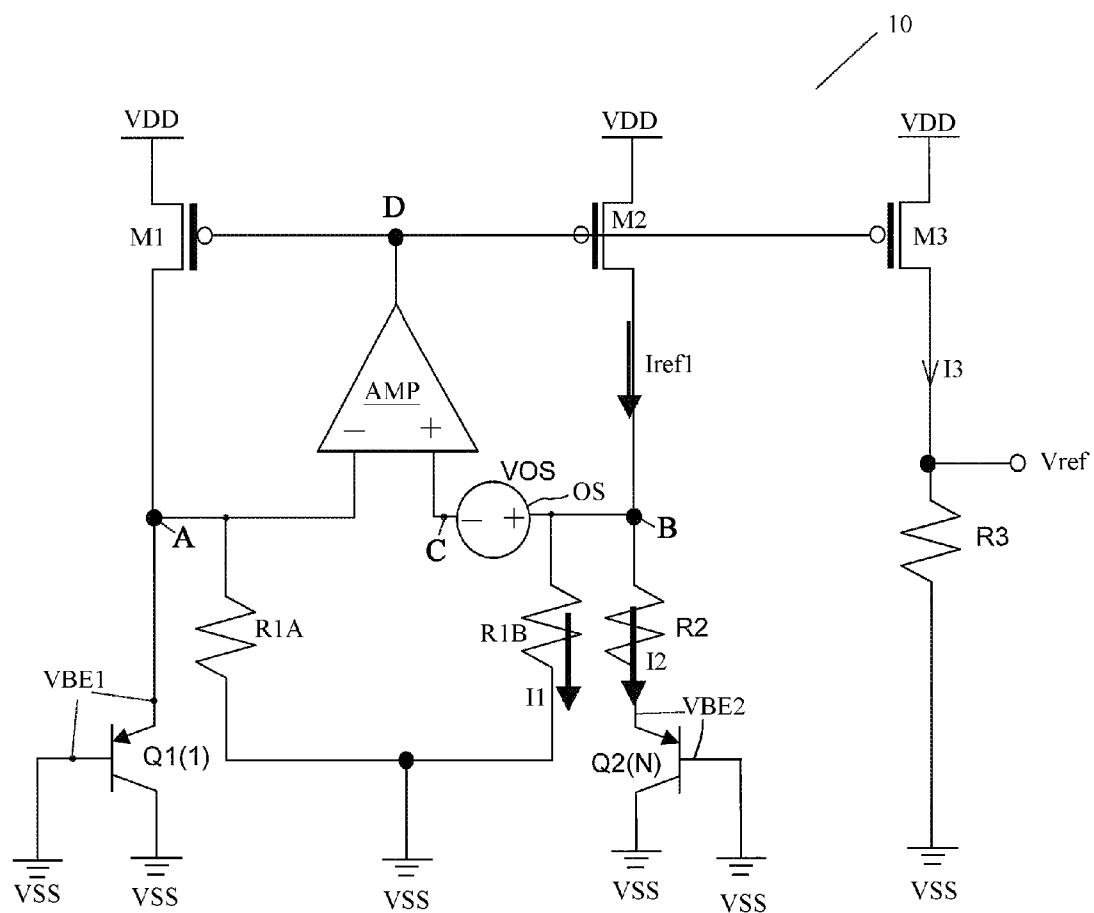 10
VDD
VDD
VDD
M1
D
M2
M3
AMP
− +
Iref1
I3
VOS
OS
Vref
A
C
− +
B
R3
R1A
R1B
R2
I1
I2
VBE1
VBE2
Q1(1)
Q2(N)
VSS
VSS
VSS
VSS
VSS
VSS